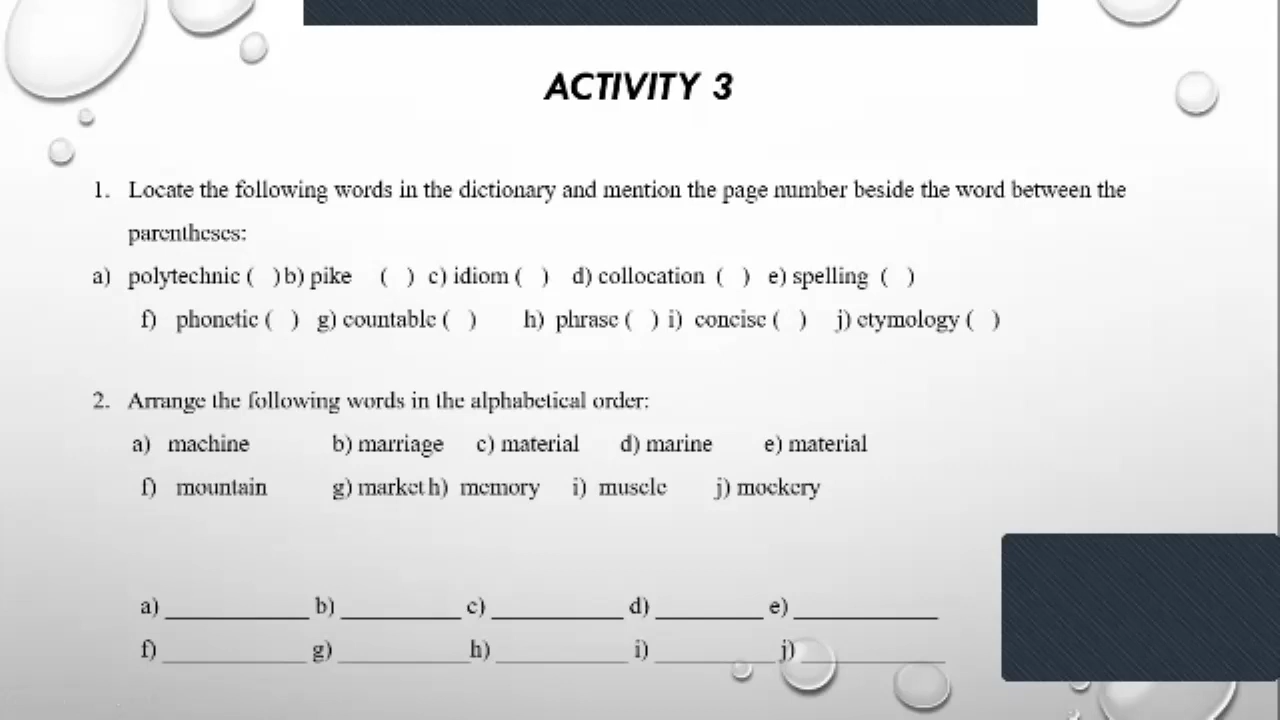 ACTIVITY 3
1. Locate the following words in the dictionary and mention the page number beside the word between the
parentheses:
a) polytechnic ( ) b) pike ( ) c) idiom ( ) d) collocation ( ) e) spelling ( )
f) phonetic ( ) g) countable ( ) h) phrase ( ) i) concise ( ) j) etymology ( )
2. Arrange the following words in the alphabetical order:
a) machine b) marriage c) material d) marine e) material
f) mountain g) market h) memory i) muscle j) mockery
a) ____________ b) __________ c) ___________ d) _________ e) ____________
f) ____________ g) ___________ h) ___________ i) __________ j) ____________